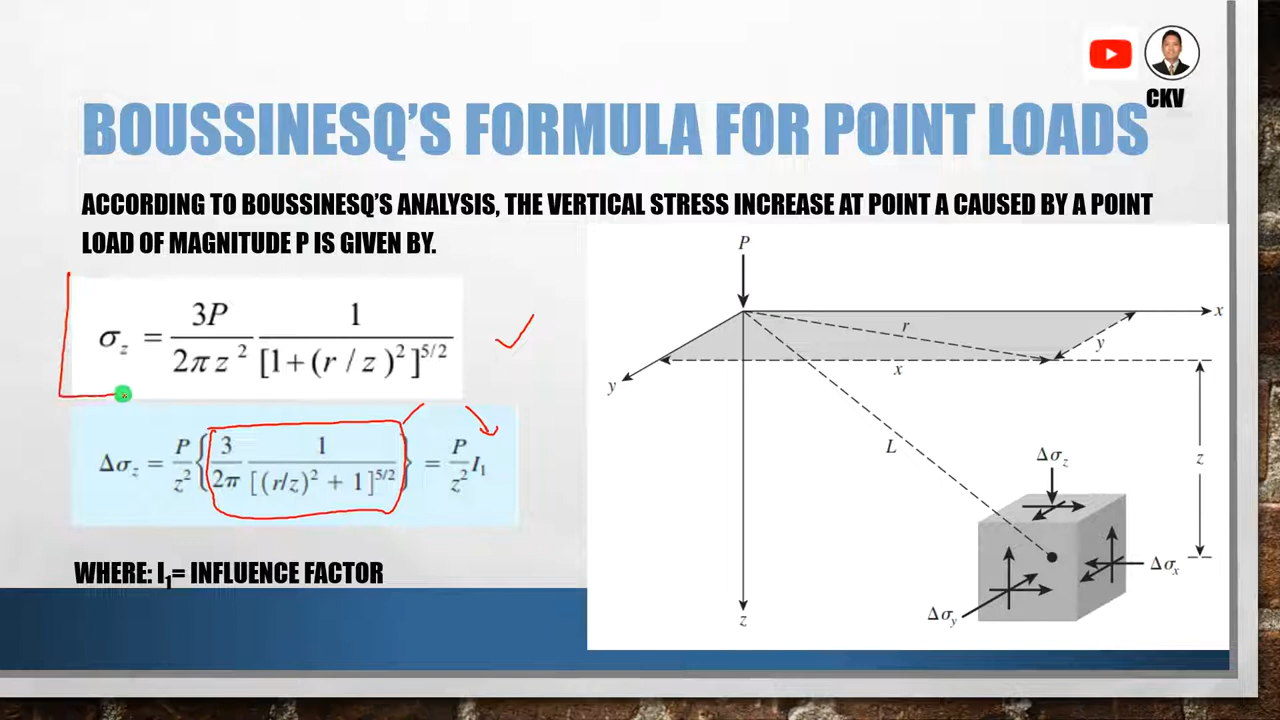 CKV
BOUSSINESQ’S FORMULA FOR POINT LOADS
ACCORDING TO BOUSSINESQ’S ANALYSIS, THE VERTICAL STRESS INCREASE AT POINT A CAUSED BY A POINT
LOAD OF MAGNITUDE P IS GIVEN BY.
σz = 3P / 2πz² 1 / [1+(r / z)²]^5/2
Δσz = P/z² { 3/2π 1/[(r/z)² + 1]^5/2 } = P/z² I₁
WHERE: I₁= INFLUENCE FACTOR
P
x
r
y
x
y
L
z
Δσz
Δσx
Δσy
z